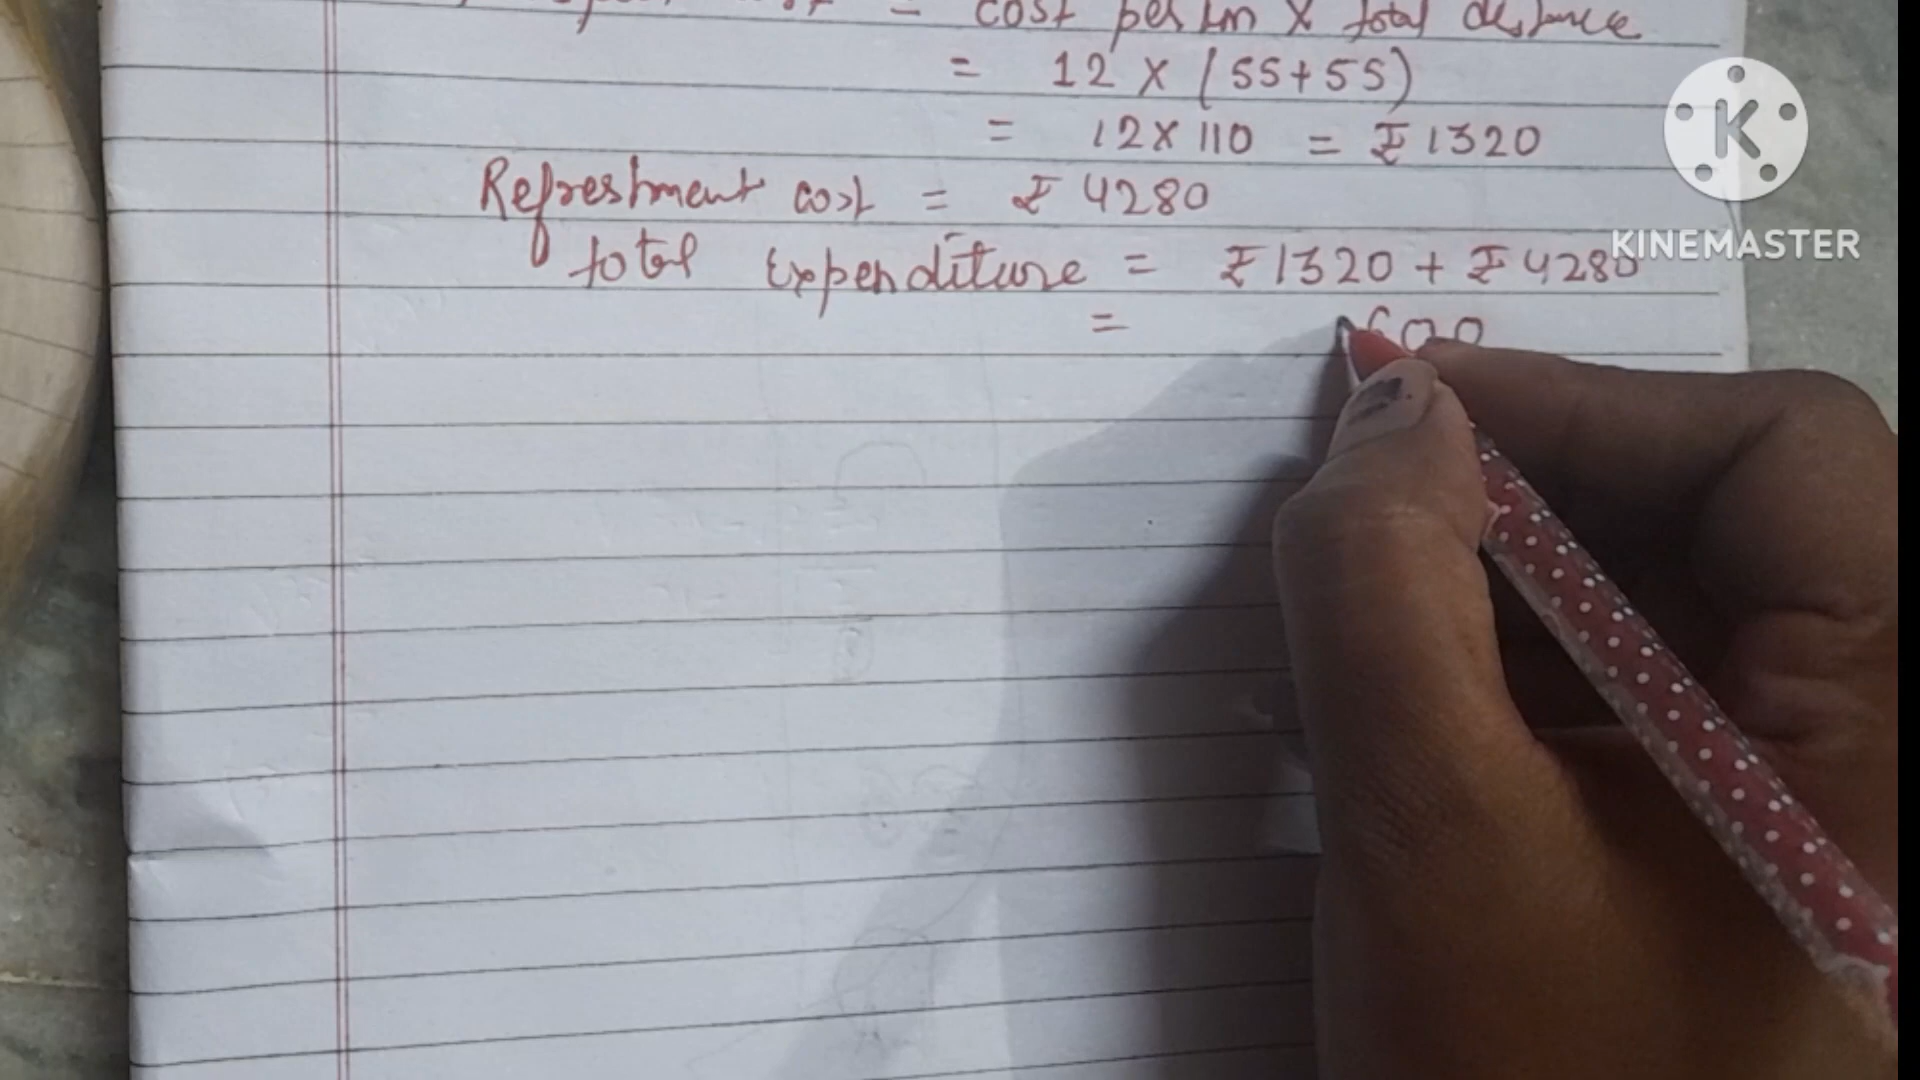 = cost per km X total distance
= 12 X (55+55)
= 12X 110 = ₹1320
Refreshment cost = ₹ 4280
total Expenditure = ₹1320 + ₹4280
= 600
K
KINEMASTER